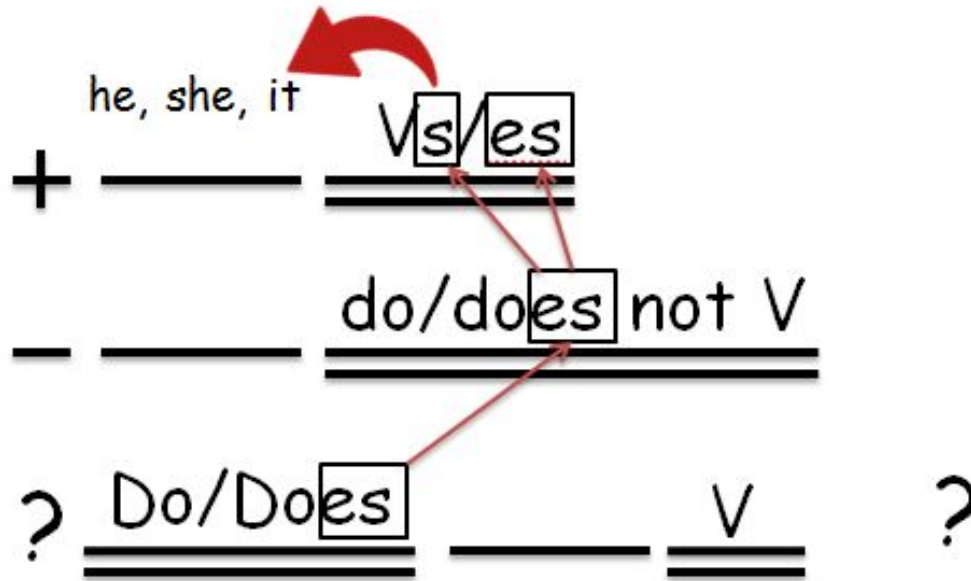 he, she, it
+ Vs/es
- do/does not V
? Do/Does V ?